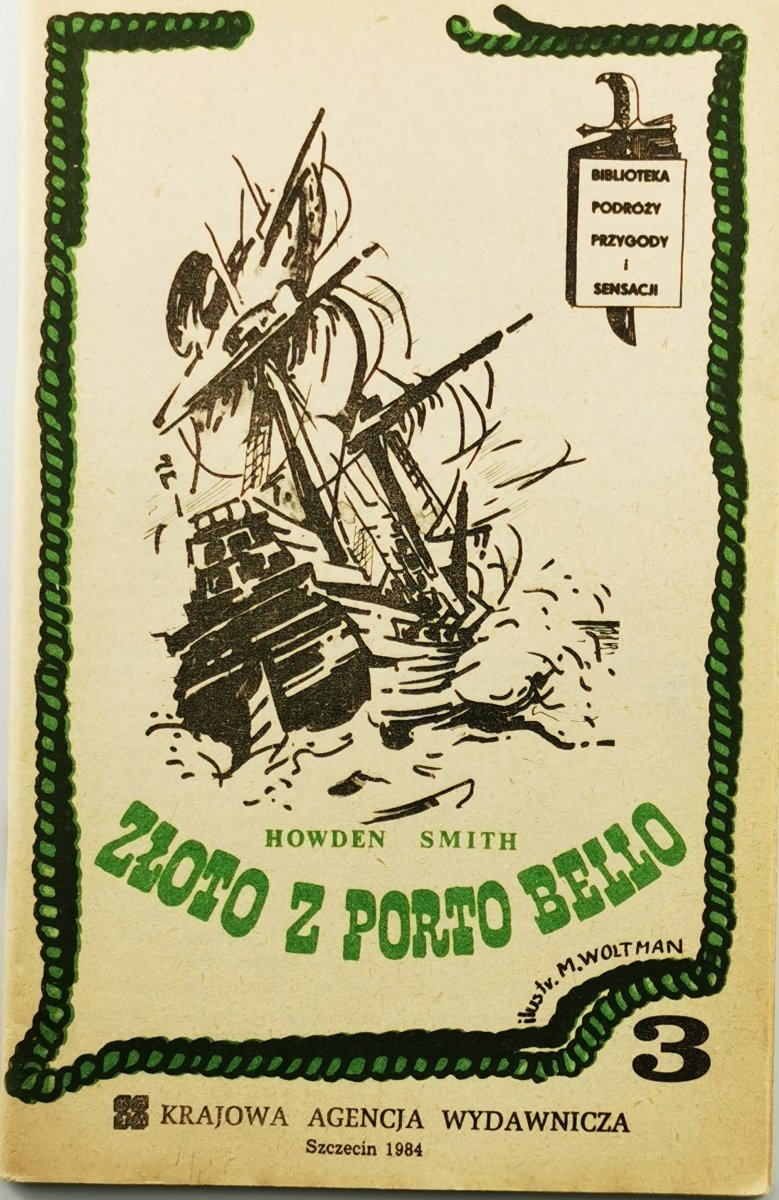 BIBLIOTEKA
PODRÓŻY
PRZYGODY
i
SENSACJI
HOWDEN SMITH
ZŁOTO Z PORTO BELLO
ilustr. M. WOLTMAN
3
KRAJOWA AGENCJA WYDAWNICZA
Szczecin 1984